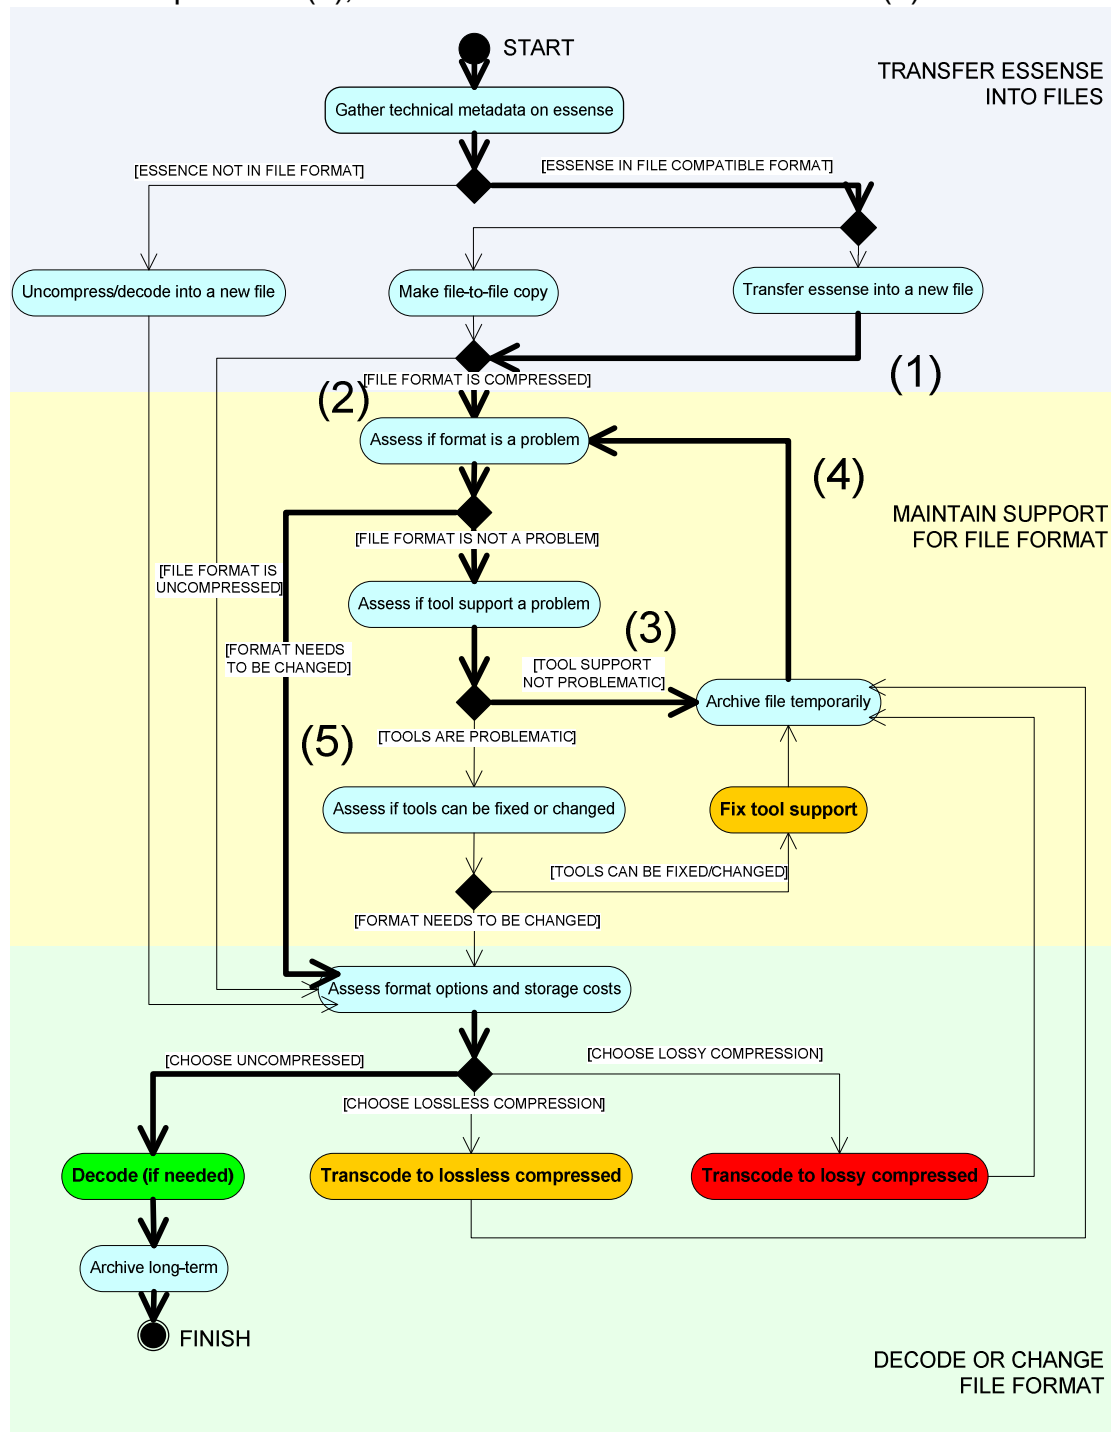 START
TRANSFER ESSENSE
INTO FILES
Gather technical metadata on essense
[ESSENCE NOT IN FILE FORMAT]
[ESSENSE IN FILE COMPATIBLE FORMAT]
Uncompress/decode into a new file
Make file-to-file copy
Transfer essense into a new file
(1)
[FILE FORMAT IS COMPRESSED]
(2)
Assess if format is a problem
(4)
MAINTAIN SUPPORT
FOR FILE FORMAT
[FILE FORMAT IS NOT A PROBLEM]
[FILE FORMAT IS
UNCOMPRESSED]
Assess if tool support a problem
(3)
[FORMAT NEEDS
TO BE CHANGED]
[TOOL SUPPORT
NOT PROBLEMATIC]
Archive file temporarily
[TOOLS ARE PROBLEMATIC]
(5)
Assess if tools can be fixed or changed
Fix tool support
[TOOLS CAN BE FIXED/CHANGED]
[FORMAT NEEDS TO BE CHANGED]
Assess format options and storage costs
[CHOOSE UNCOMPRESSED]
[CHOOSE LOSSY COMPRESSION]
[CHOOSE LOSSLESS COMPRESSION]
Decode (if needed)
Transcode to lossless compressed
Transcode to lossy compressed
Archive long-term
FINISH
DECODE OR CHANGE
FILE FORMAT